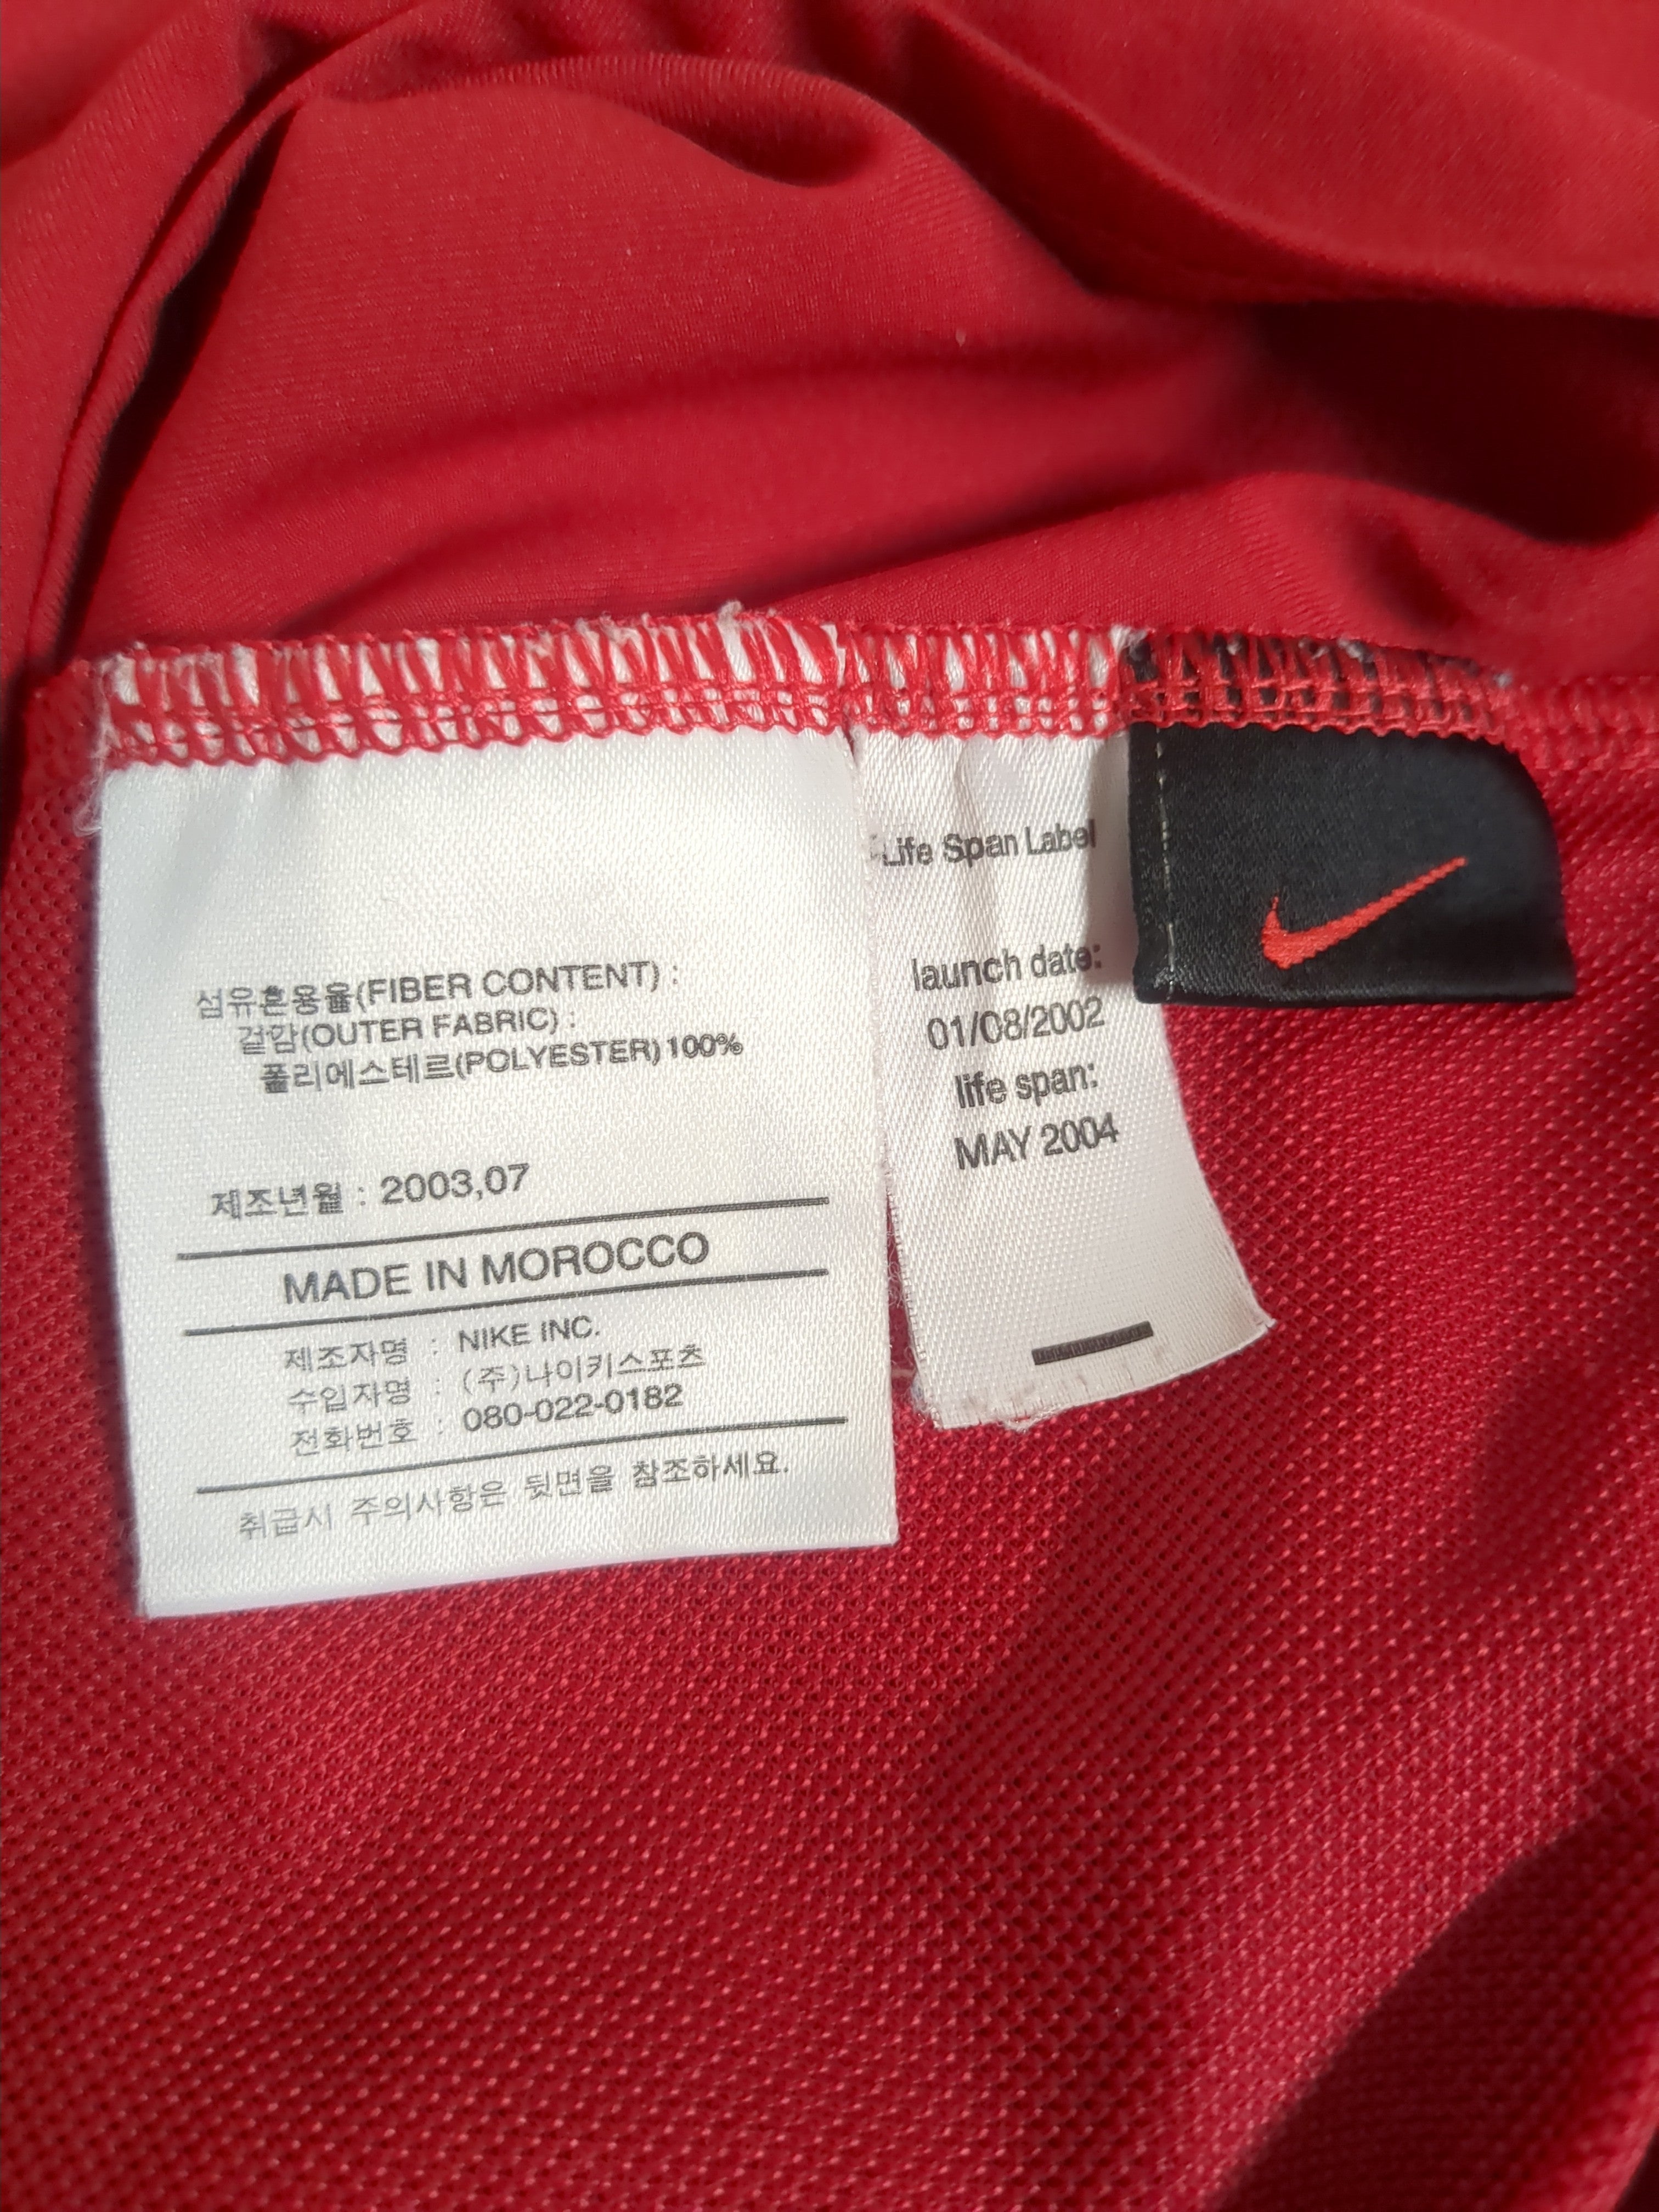 섬유혼용율(FIBER CONTENT) :
겉감(OUTER FABRIC) :
폴리에스테르(POLYESTER)100%
제조년월 : 2003,07
MADE IN MOROCCO
제조자명 : NIKE INC.
수입자명 : (주)나이키스포츠
전화번호 : 080-022-0182
취급시 주의사항은 뒷면을 참조하세요.
Life Span Label
launch date:
01/08/2002
life span:
MAY 2004